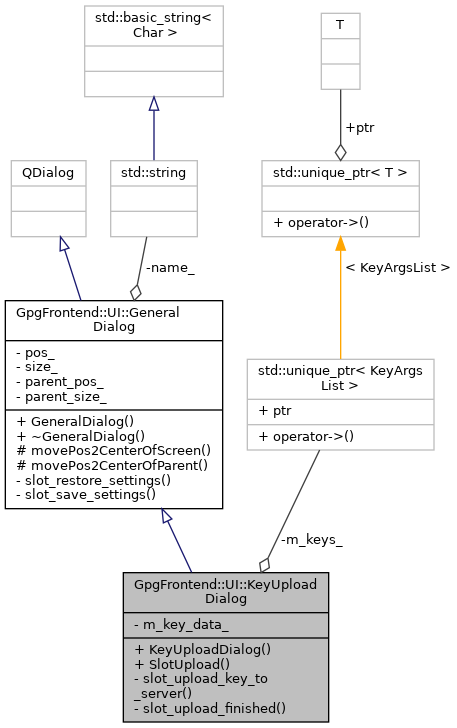 std::basic_string<
Char >
T
+ptr
QDialog
std::string
std::unique_ptr< T >
+ operator->()
-name_
< KeyArgsList >
GpgFrontend::UI::General
Dialog
- pos_
- size_
- parent_pos_
- parent_size_
+ GeneralDialog()
+ ~GeneralDialog()
# movePos2CenterOfScreen()
# movePos2CenterOfParent()
- slot_restore_settings()
- slot_save_settings()
std::unique_ptr< KeyArgs
List >
+ ptr
+ operator->()
-m_keys_
GpgFrontend::UI::KeyUpload
Dialog
- m_key_data_
+ KeyUploadDialog()
+ SlotUpload()
- slot_upload_key_to
_server()
- slot_upload_finished()